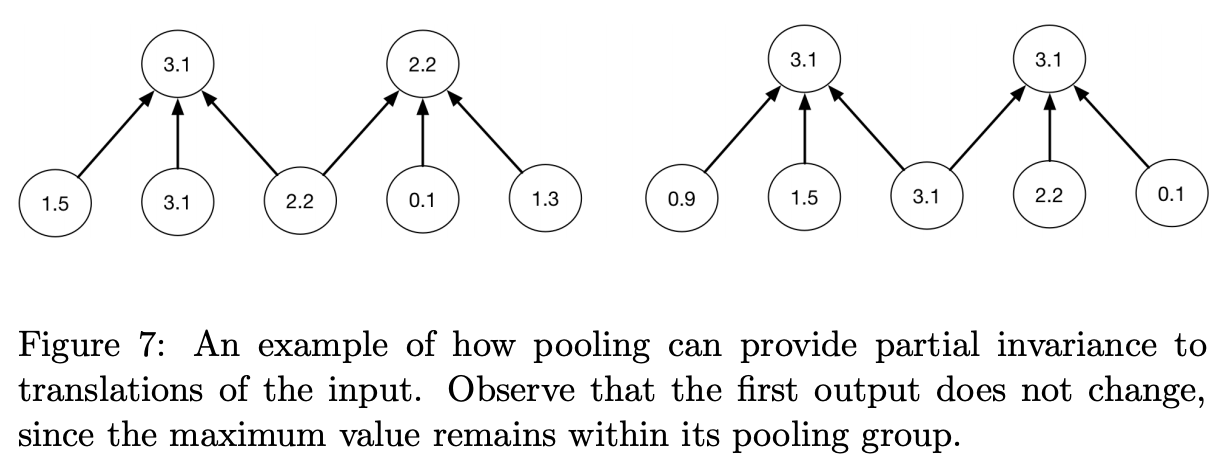 3.1 2.2 3.1 3.1
1.5 3.1 2.2 0.1 1.3 0.9 1.5 3.1 2.2 0.1
Figure 7: An example of how pooling can provide partial invariance to
translations of the input. Observe that the first output does not change,
since the maximum value remains within its pooling group.